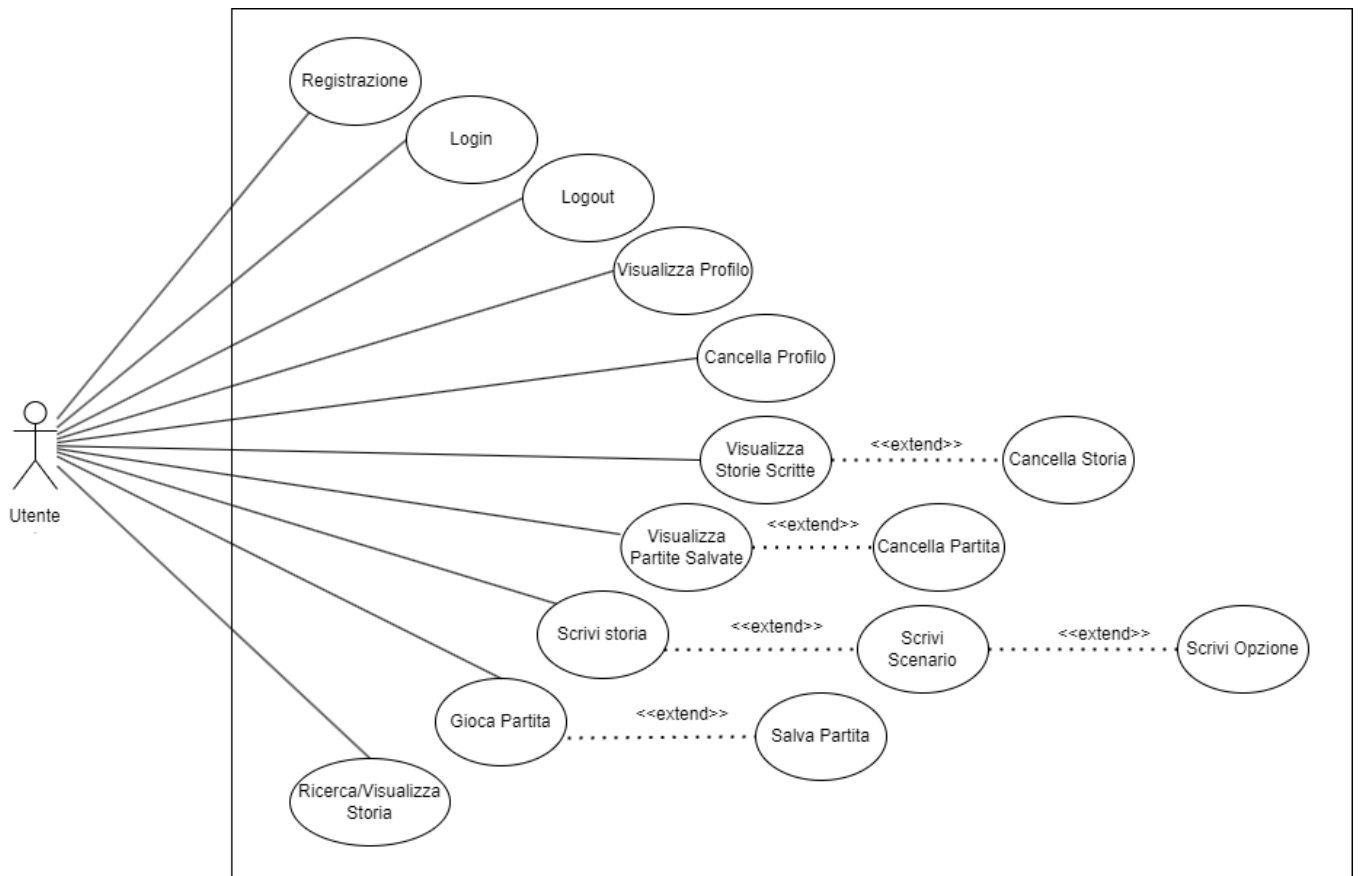 Registrazione
Login
Logout
Visualizza Profilo
Cancella Profilo
Utente
Visualizza
Storie Scritte
<<extend>>
Cancella Storia
Visualizza
Partite Salvate
<<extend>>
Cancella Partita
Scrivi storia
<<extend>>
Scrivi
Scenario
<<extend>>
Scrivi Opzione
Gioca Partita
<<extend>>
Salva Partita
Ricerca/Visualizza
Storia